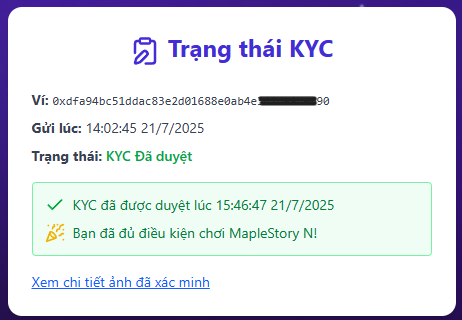 Trạng thái KYC
Ví: 0xdfa94bc51ddac83e2d01688e0ab4e 90
Gửi lúc: 14:02:45 21/7/2025
Trạng thái: KYC Đã duyệt
KYC đã được duyệt lúc 15:46:47 21/7/2025
Bạn đã đủ điều kiện chơi MapleStory N!
Xem chi tiết ảnh đã xác minh